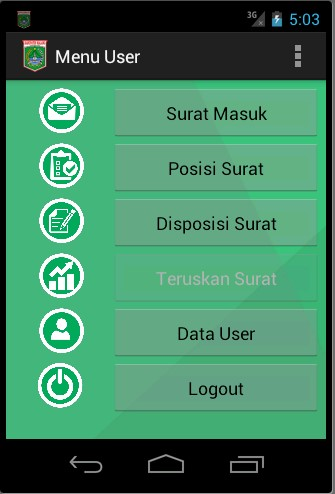 3G
5:03
Menu User
Surat Masuk
Posisi Surat
Disposisi Surat
Teruskan Surat
Data User
Logout